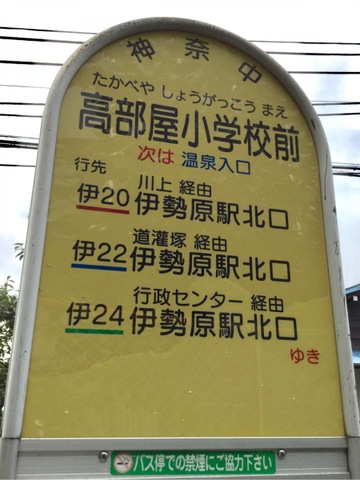 神奈中
たかべや しょうがっこう まえ
高部屋小学校前
次は 温泉入口
行先
川上 経由
伊20 伊勢原駅北口
道灌塚 経由
伊22 伊勢原駅北口
行政センター 経由
伊24 伊勢原駅北口
ゆき
バス停での禁煙にご協力下さい